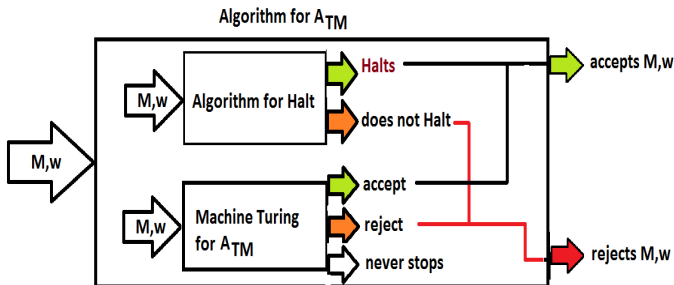 Algorithm for ATM
Halts
accepts M,w
M,w
Algorithm for Halt
does not Halt
M,w
accept
M,w
Machine Turing
for ATM
reject
never stops
rejects M,w